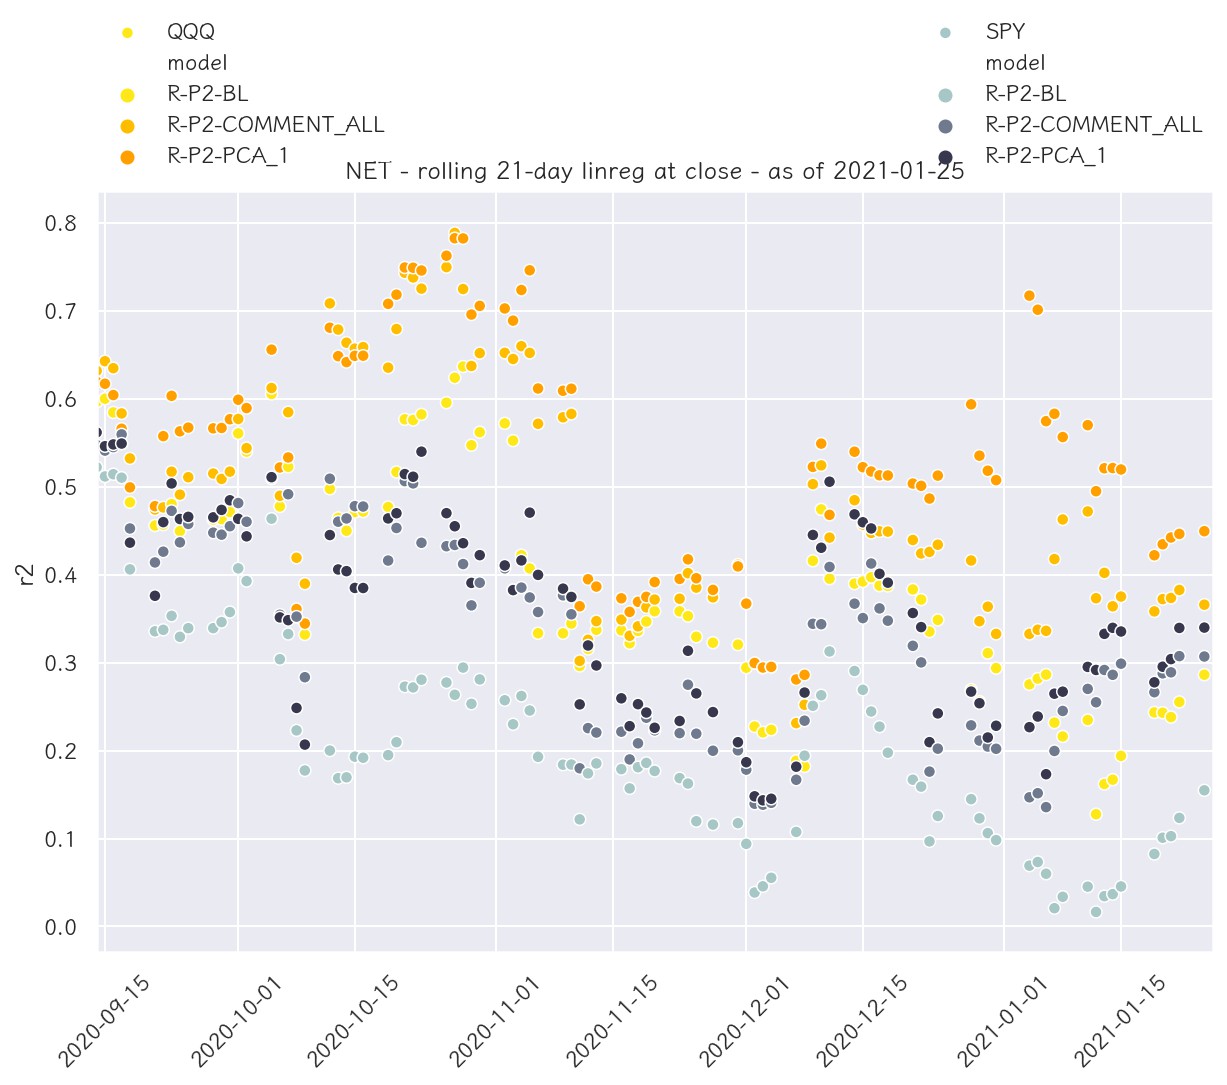 QQQ
model
R-P2-BL
R-P2-COMMENT_ALL
R-P2-PCA_1
SPY
model
R-P2-BL
R-P2-COMMENT_ALL
R-P2-PCA_1
NET - rolling 21-day linreg at close - as of 2021-01-25
0.8
0.7
0.6
0.5
0.4
0.3
0.2
0.1
0.0
r2
2020-09-15
2020-10-01
2020-10-15
2020-11-01
2020-11-15
2020-12-01
2020-12-15
2021-01-01
2021-01-15